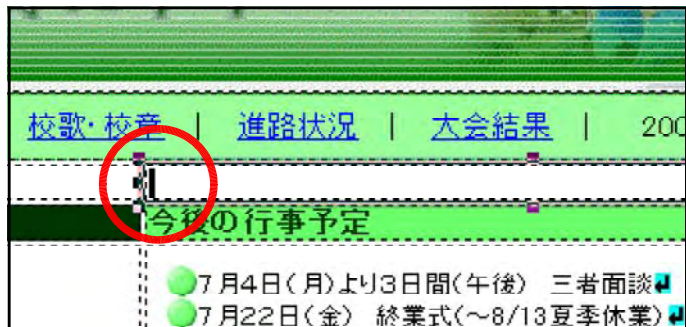 校歌・校章 | 進路状況 | 大会結果 | 200
今後の行事予定
7月4日(月)より3日間(午後) 三者面談
7月22日(金) 終業式(～8/13夏季休業)